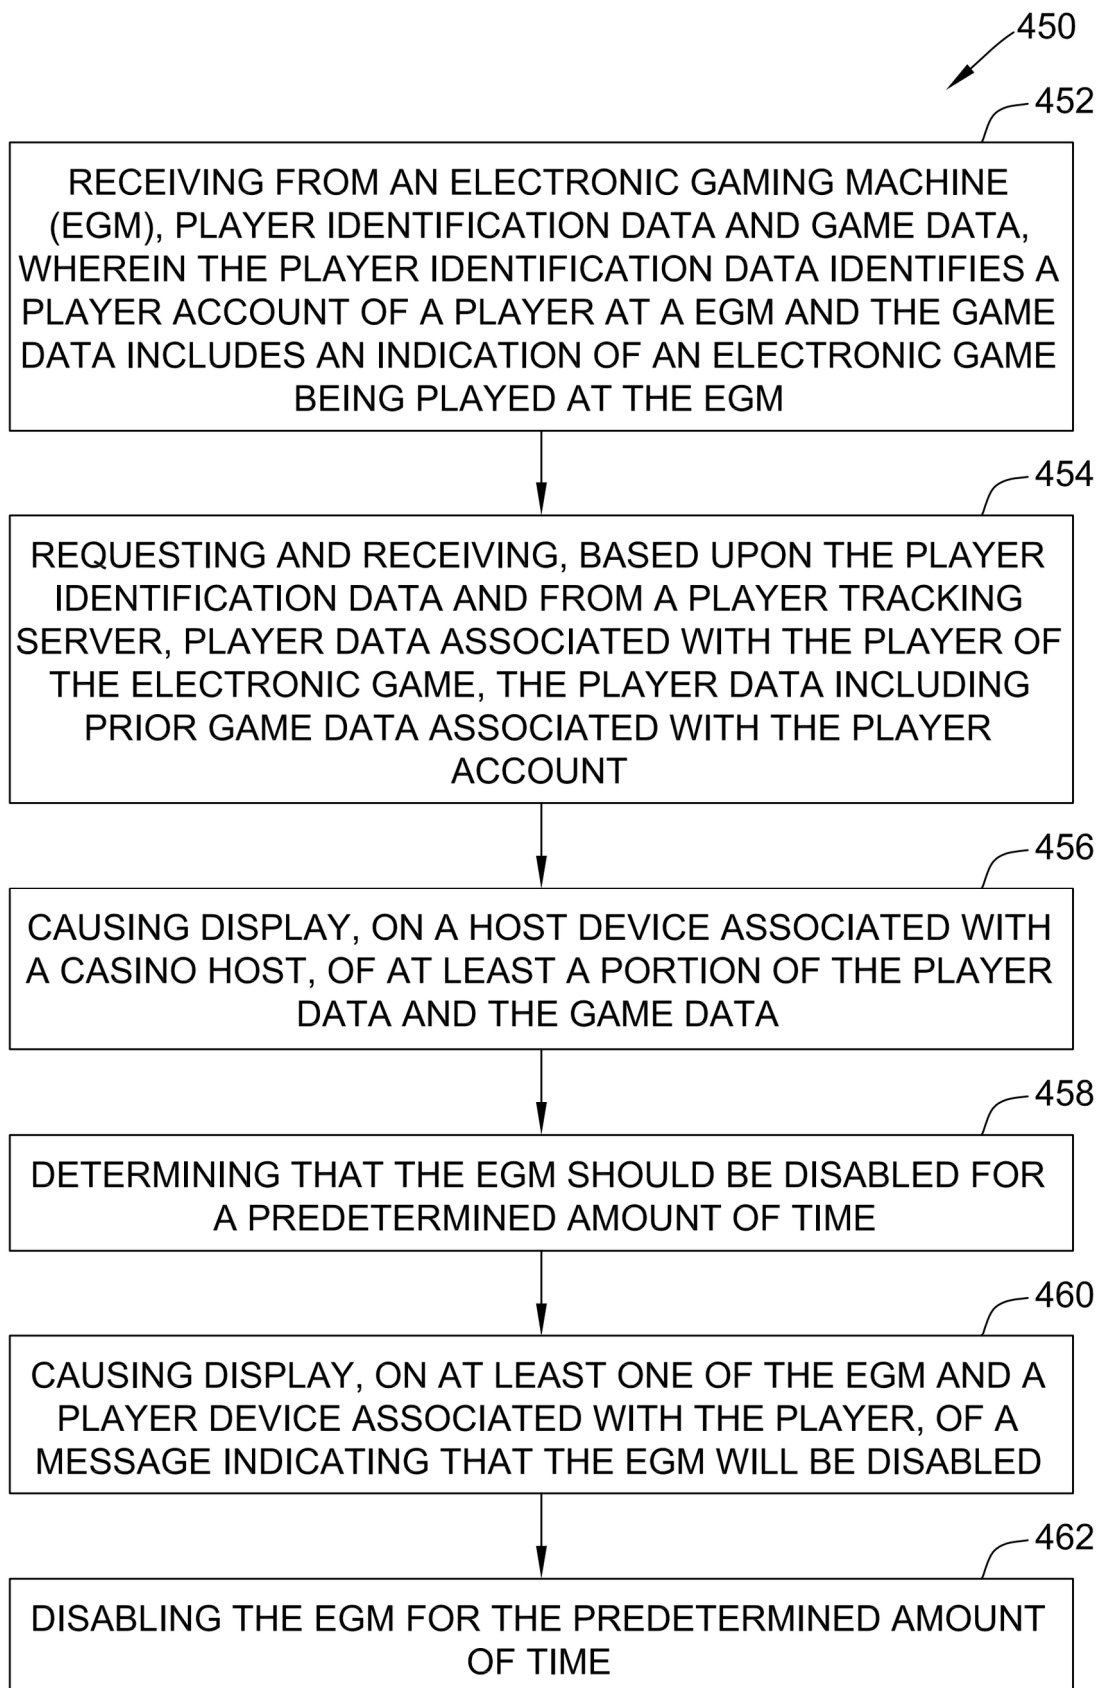 450
452
RECEIVING FROM AN ELECTRONIC GAMING MACHINE
(EGM), PLAYER IDENTIFICATION DATA AND GAME DATA,
WHEREIN THE PLAYER IDENTIFICATION DATA IDENTIFIES A
PLAYER ACCOUNT OF A PLAYER AT A EGM AND THE GAME
DATA INCLUDES AN INDICATION OF AN ELECTRONIC GAME
BEING PLAYED AT THE EGM
454
REQUESTING AND RECEIVING, BASED UPON THE PLAYER
IDENTIFICATION DATA AND FROM A PLAYER TRACKING
SERVER, PLAYER DATA ASSOCIATED WITH THE PLAYER OF
THE ELECTRONIC GAME, THE PLAYER DATA INCLUDING
PRIOR GAME DATA ASSOCIATED WITH THE PLAYER
ACCOUNT
456
CAUSING DISPLAY, ON A HOST DEVICE ASSOCIATED WITH
A CASINO HOST, OF AT LEAST A PORTION OF THE PLAYER
DATA AND THE GAME DATA
458
DETERMINING THAT THE EGM SHOULD BE DISABLED FOR
A PREDETERMINED AMOUNT OF TIME
460
CAUSING DISPLAY, ON AT LEAST ONE OF THE EGM AND A
PLAYER DEVICE ASSOCIATED WITH THE PLAYER, OF A
MESSAGE INDICATING THAT THE EGM WILL BE DISABLED
462
DISABLING THE EGM FOR THE PREDETERMINED AMOUNT
OF TIME